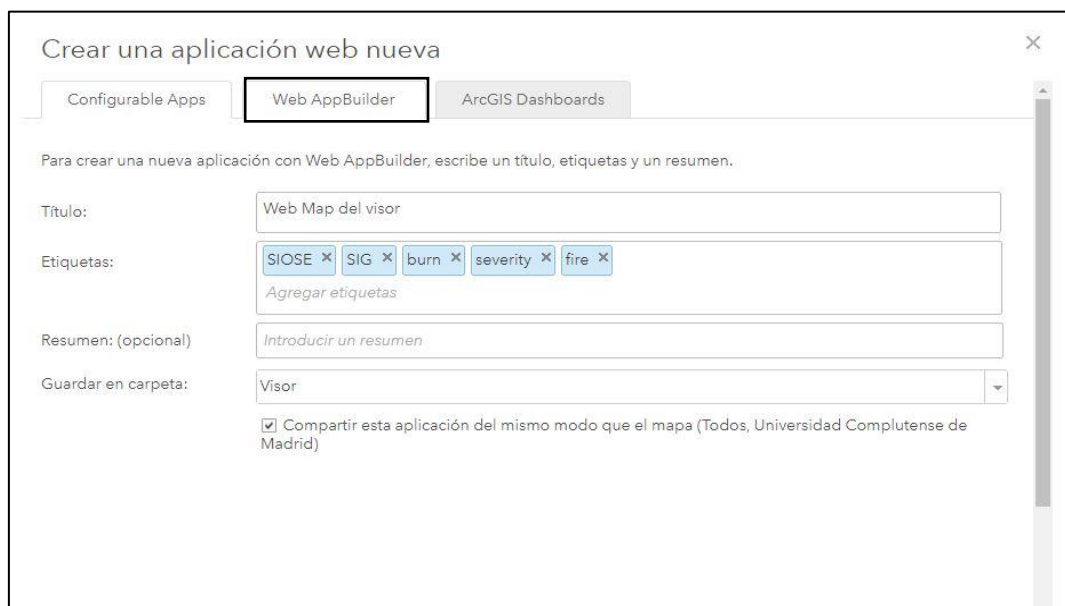 Crear una aplicación web nueva
Configurable Apps
Web AppBuilder
ArcGIS Dashboards
Para crear una nueva aplicación con Web AppBuilder, escribe un título, etiquetas y un resumen.
Título:
Web Map del visor
Etiquetas:
SIOSE × SIG × burn × severity × fire ×
Agregar etiquetas
Resumen: (opcional)
Introducir un resumen
Guardar en carpeta:
Visor
Compartir esta aplicación del mismo modo que el mapa (Todos, Universidad Complutense de
Madrid)